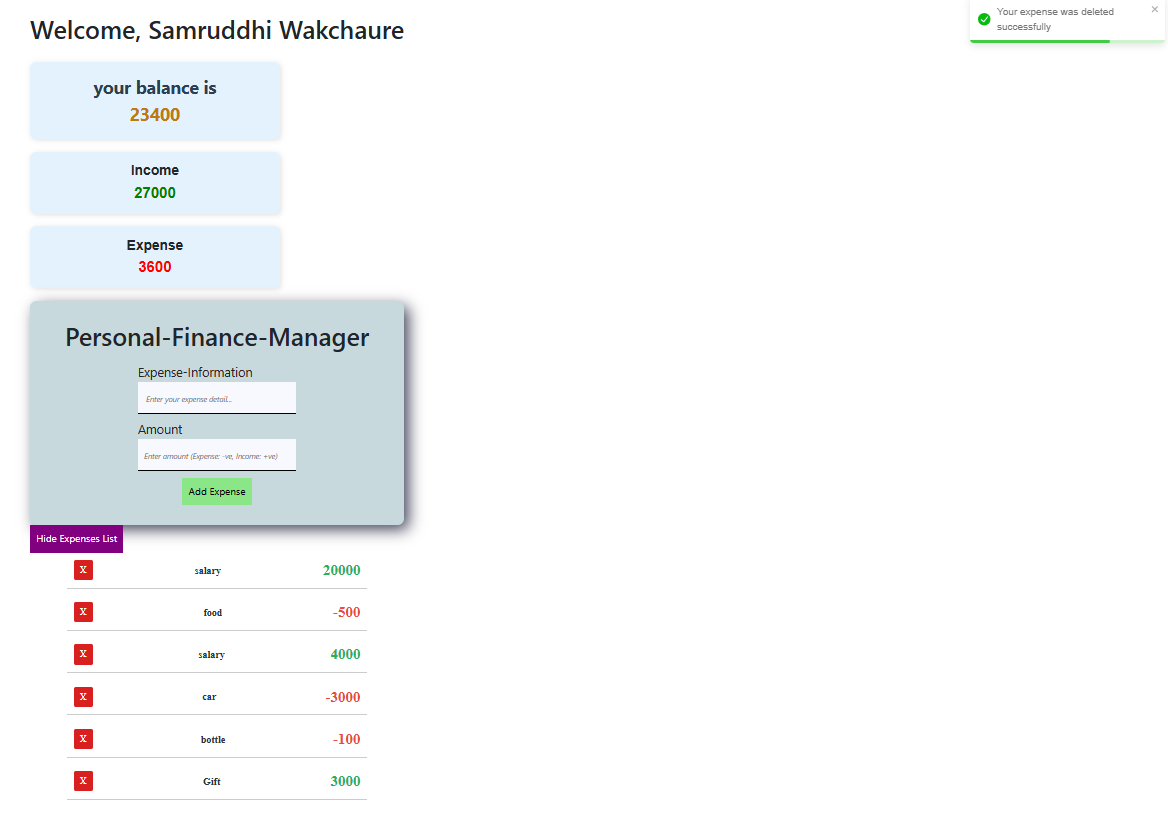 Welcome, Samruddhi Wakchaure
Your expense was deleted
successfully
×
your balance is
23400
Income
27000
Expense
3600
Personal-Finance-Manager
Expense-Information
Enter your expense detail...
Amount
Enter amount (Expense: -ve, Income: +ve)
Add Expense
Hide Expenses List
X salary 20000
X food -500
X salary 4000
X car -3000
X bottle -100
X Gift 3000